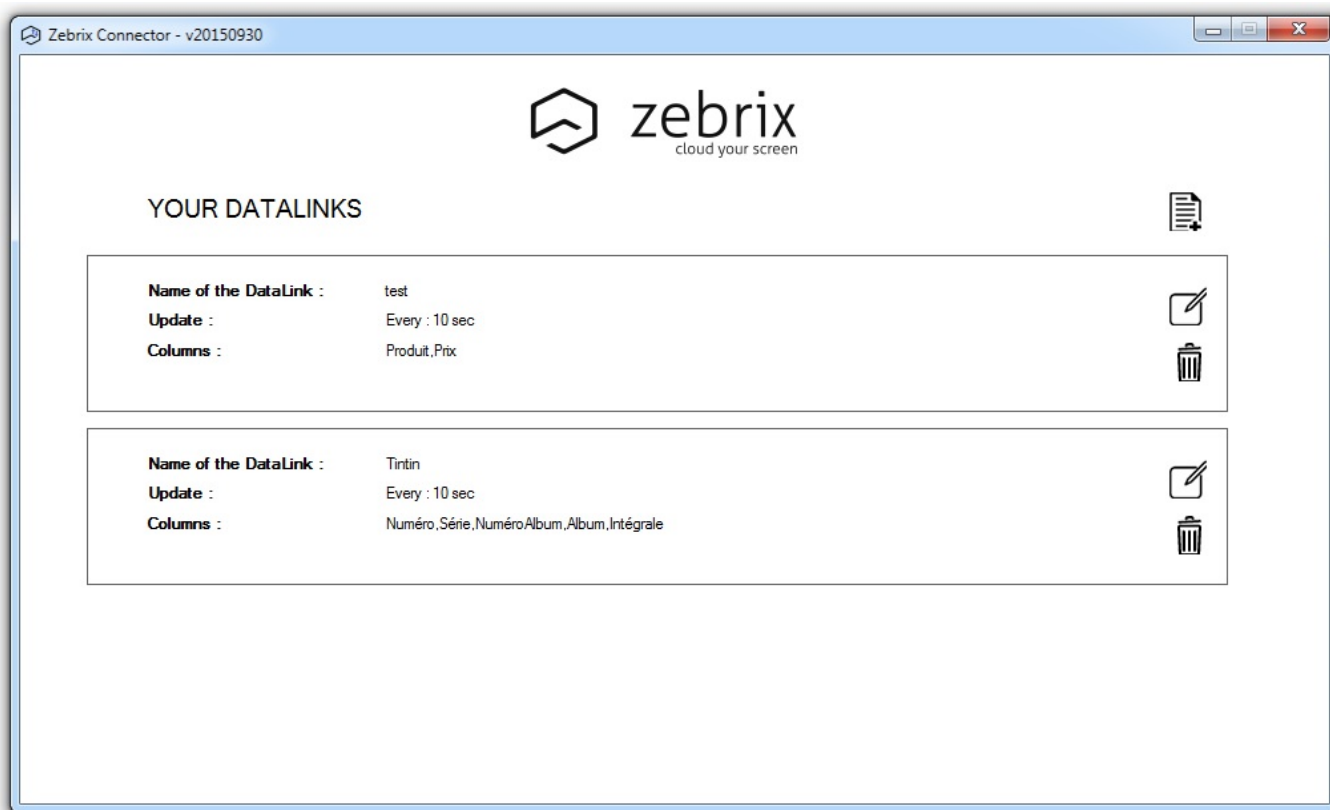 Zebrix Connector - v20150930
zebrix
cloud your screen
YOUR DATALINKS
Name of the DataLink : test
Update : Every : 10 sec
Columns : Produit,Prix
Name of the DataLink : Tintin
Update : Every : 10 sec
Columns : Numéro,Série,NuméroAlbum,Album,Intégrale